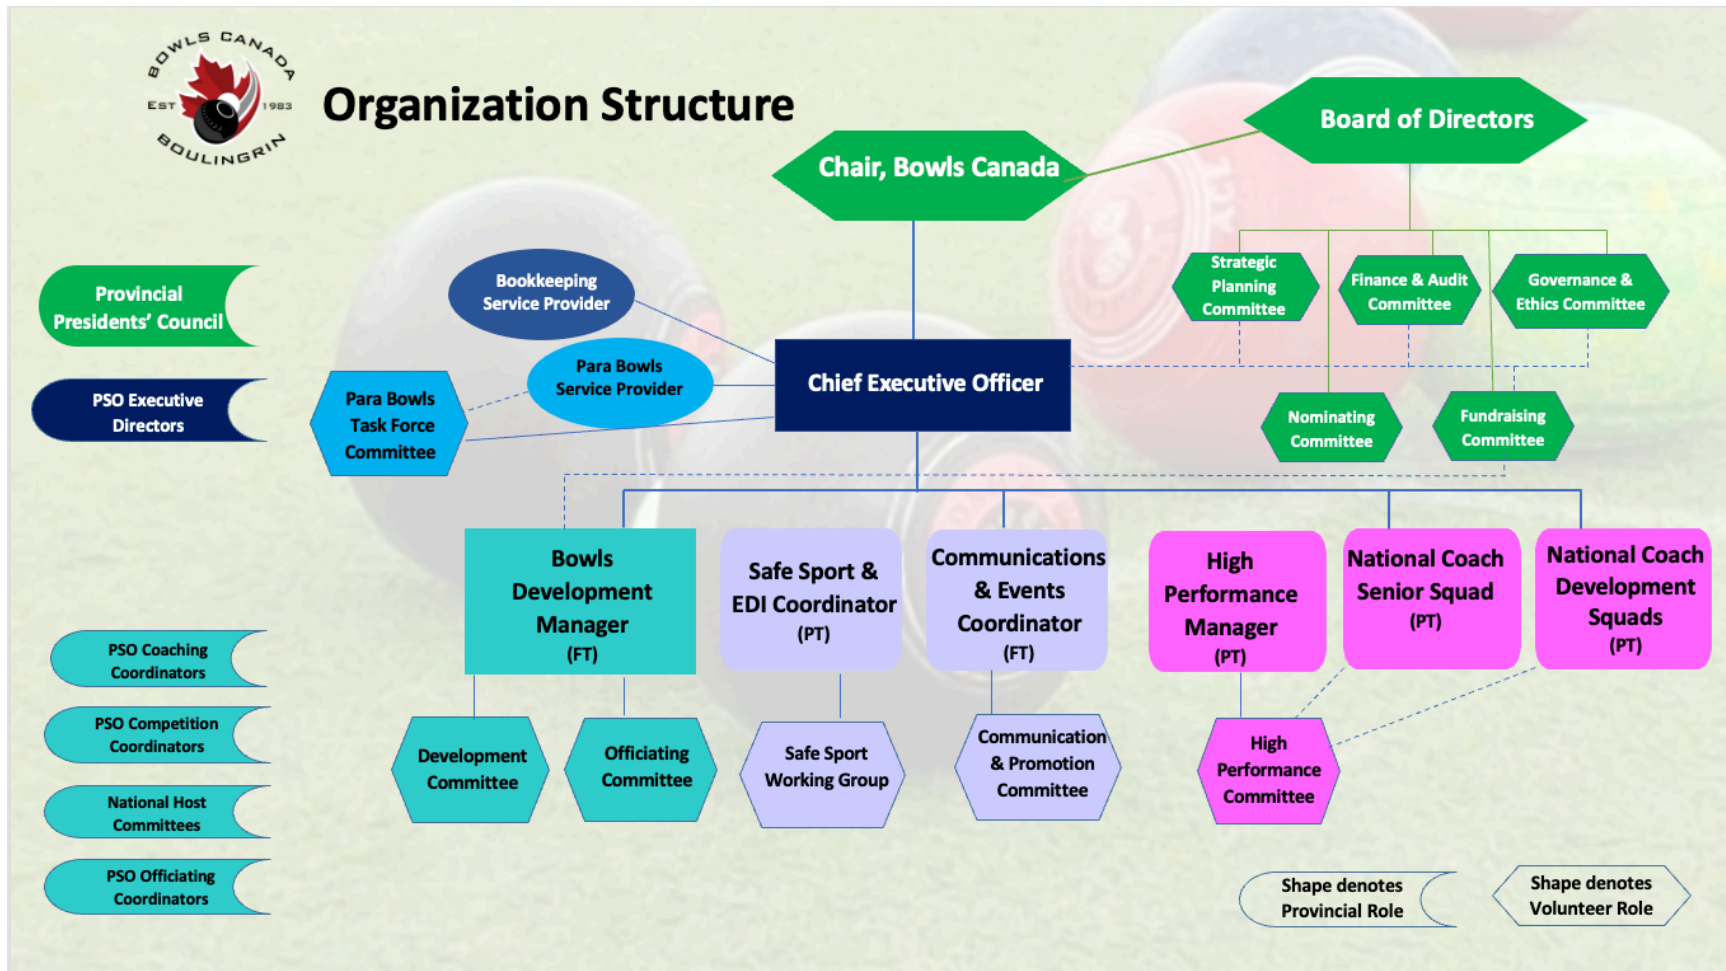 BOWLS CANADA
EST 1983
BOULINGRIN
Organization Structure
Board of Directors
Chair, Bowls Canada
Strategic
Planning
Committee
Finance & Audit
Committee
Governance &
Ethics Committee
Bookkeeping
Service Provider
Provincial
Presidents’ Council
Para Bowls
Service Provider
Chief Executive Officer
PSO Executive
Directors
Para Bowls
Task Force
Committee
Nominating
Committee
Fundraising
Committee
Bowls
Development
Manager
(FT)
Safe Sport &
EDI Coordinator
(PT)
Communications
& Events
Coordinator
(FT)
High
Performance
Manager
(PT)
National Coach
Senior Squad
(PT)
National Coach
Development
Squads
(PT)
PSO Coaching
Coordinators
PSO Competition
Coordinators
National Host
Committees
PSO Officiating
Coordinators
Development
Committee
Officiating
Committee
Safe Sport
Working Group
Communication
& Promotion
Committee
High
Performance
Committee
Shape denotes
Provincial Role
Shape denotes
Volunteer Role